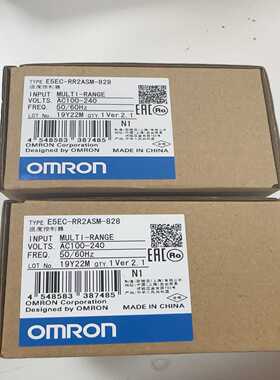 TYPE E5EC-RR2ASM-828
温度控制器
INPUT MULTI-RANGE
VOLTS. AC100-240
FREQ. 50/60Hz
LOT No. 19Y22M QTY.1 Ver 2.1
N1
4 548583 387485
OMRON Corporation
Designed by OMRON
MADE IN CHINA
EAC
Ro
OMRON
TYPE E5EC-RR2ASM-828
温度控制器
INPUT MULTI-RANGE
VOLTS. AC100-240
FREQ. 50/60Hz
LOT No. 19Y22M QTY.1 Ver 2.1
N1
4 548583 387485
OMRON Corporation
Designed by OMRON
MADE IN CHINA
EAC
Ro
OMRON